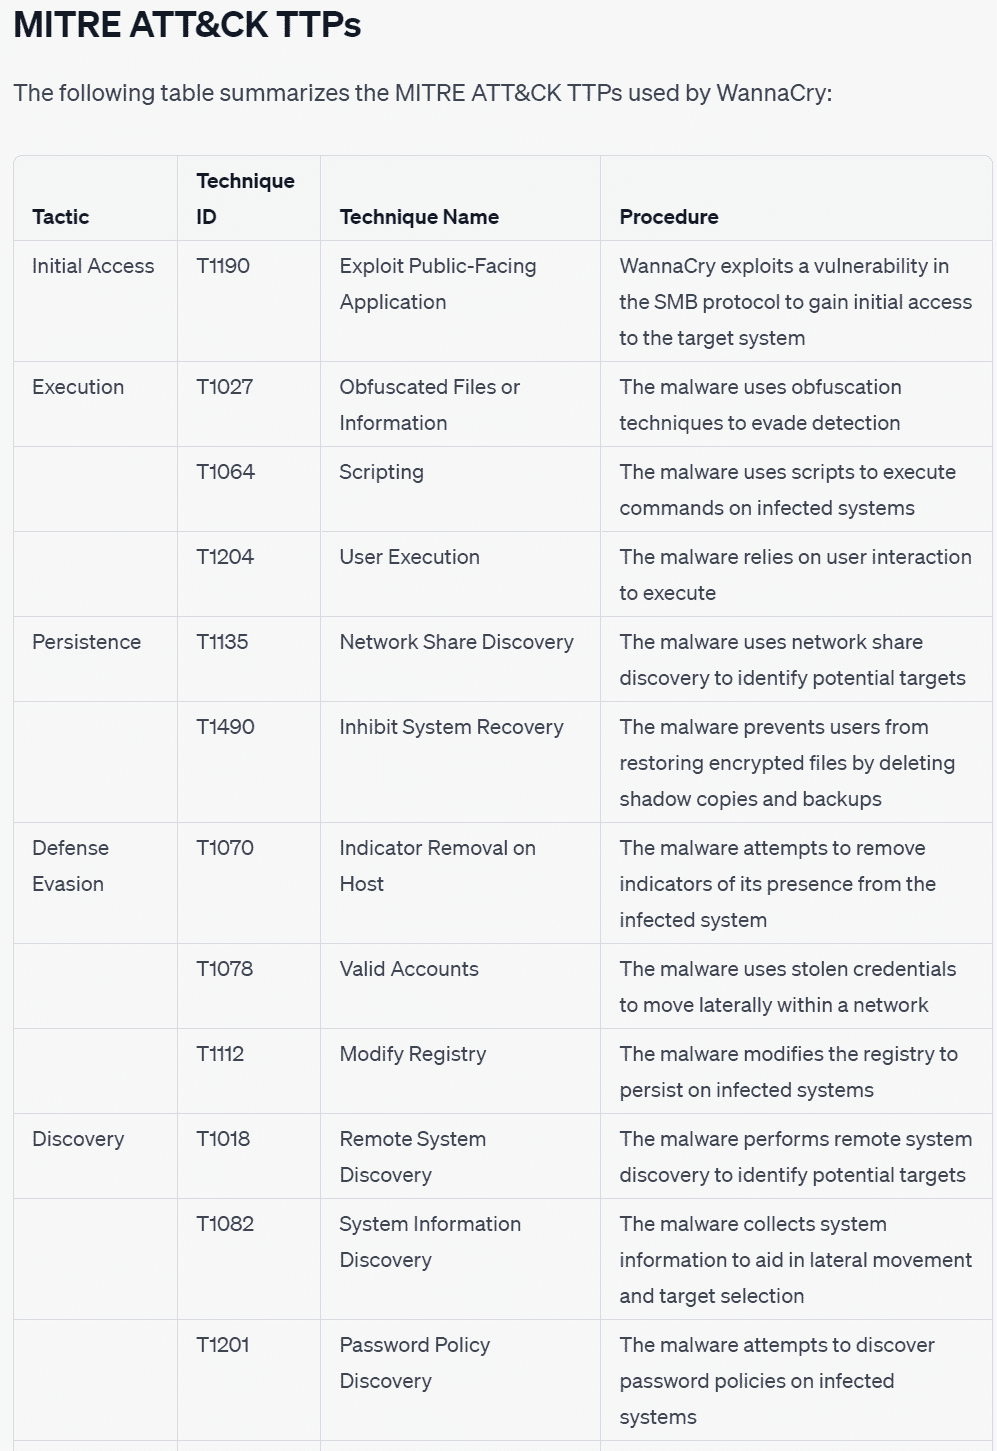 MITRE ATT&CK TTPs
The following table summarizes the MITRE ATT&CK TTPs used by WannaCry:
Tactic Technique ID Technique Name Procedure
Initial Access T1190 Exploit Public-Facing WannaCry exploits a vulnerability in
Application the SMB protocol to gain initial access
to the target system
Execution T1027 Obfuscated Files or The malware uses obfuscation
Information techniques to evade detection
T1064 Scripting The malware uses scripts to execute
commands on infected systems
T1204 User Execution The malware relies on user interaction
to execute
Persistence T1135 Network Share Discovery The malware uses network share
discovery to identify potential targets
T1490 Inhibit System Recovery The malware prevents users from
restoring encrypted files by deleting
shadow copies and backups
Defense T1070 Indicator Removal on The malware attempts to remove
Evasion Host indicators of its presence from the
infected system
T1078 Valid Accounts The malware uses stolen credentials
to move laterally within a network
T1112 Modify Registry The malware modifies the registry to
persist on infected systems
Discovery T1018 Remote System The malware performs remote system
Discovery discovery to identify potential targets
T1082 System Information The malware collects system
Discovery information to aid in lateral movement
and target selection
T1201 Password Policy The malware attempts to discover
Discovery password policies on infected
systems